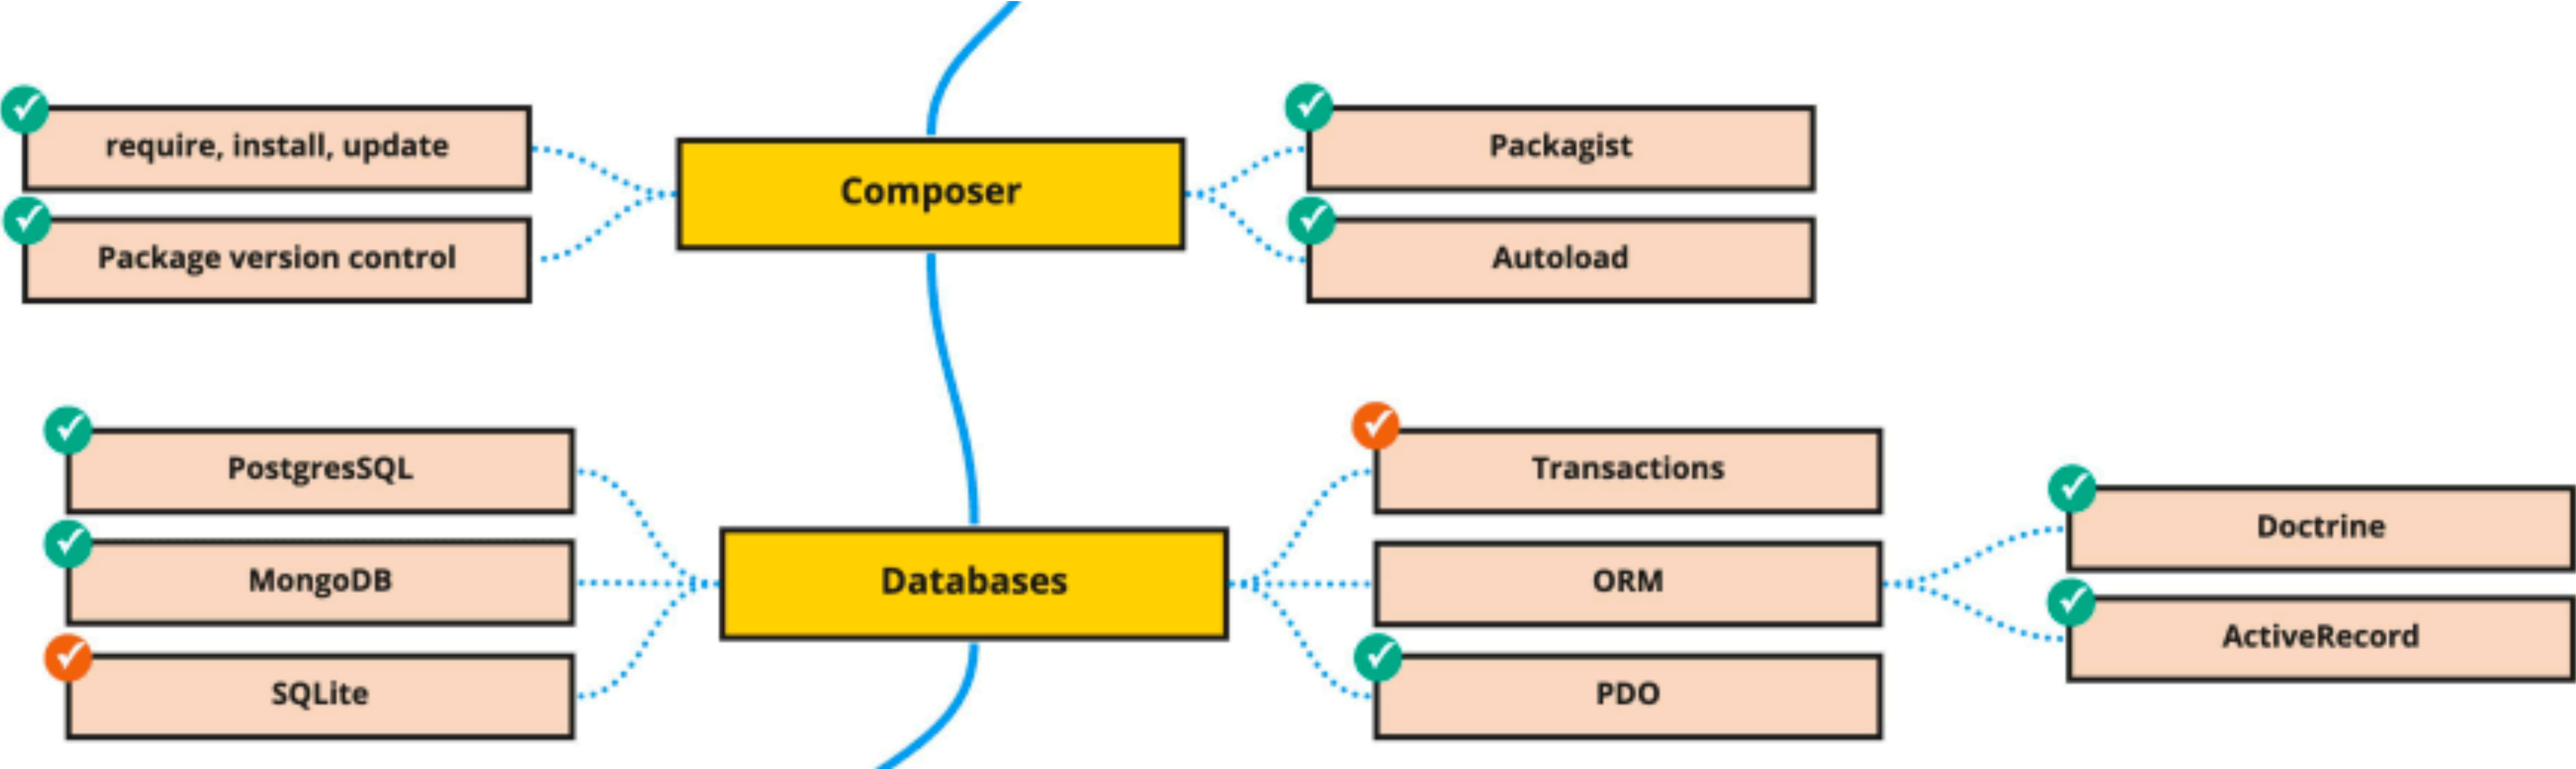 require, install, update
Package version control
Composer
Packagist
Autoload
PostgresSQL
MongoDB
SQLite
Databases
Transactions
ORM
PDO
Doctrine
ActiveRecord